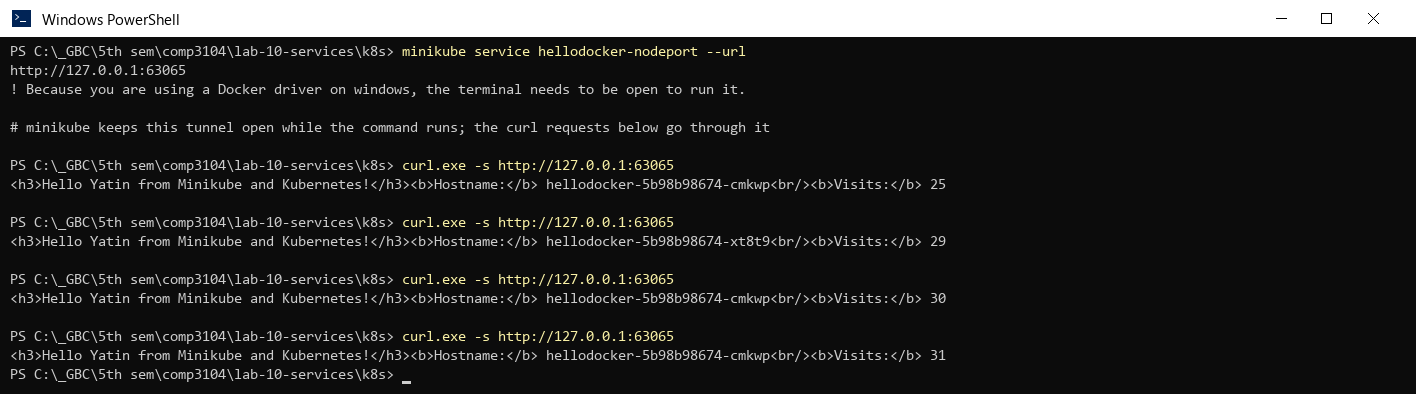 Windows PowerShell
PS C:\_GBC\5th sem\comp3104\lab-10-services\k8s> minikube service hellodocker-nodeport --url
http://127.0.0.1:63065
! Because you are using a Docker driver on windows, the terminal needs to be open to run it.
# minikube keeps this tunnel open while the command runs; the curl requests below go through it
PS C:\_GBC\5th sem\comp3104\lab-10-services\k8s> curl.exe -s http://127.0.0.1:63065
<h3>Hello Yatin from Minikube and Kubernetes!</h3><b>Hostname:</b> hellodocker-5b98b98674-cmkwp<br/><b>Visits:</b> 25
PS C:\_GBC\5th sem\comp3104\lab-10-services\k8s> curl.exe -s http://127.0.0.1:63065
<h3>Hello Yatin from Minikube and Kubernetes!</h3><b>Hostname:</b> hellodocker-5b98b98674-xt8t9<br/><b>Visits:</b> 29
PS C:\_GBC\5th sem\comp3104\lab-10-services\k8s> curl.exe -s http://127.0.0.1:63065
<h3>Hello Yatin from Minikube and Kubernetes!</h3><b>Hostname:</b> hellodocker-5b98b98674-cmkwp<br/><b>Visits:</b> 30
PS C:\_GBC\5th sem\comp3104\lab-10-services\k8s> curl.exe -s http://127.0.0.1:63065
<h3>Hello Yatin from Minikube and Kubernetes!</h3><b>Hostname:</b> hellodocker-5b98b98674-cmkwp<br/><b>Visits:</b> 31
PS C:\_GBC\5th sem\comp3104\lab-10-services\k8s>